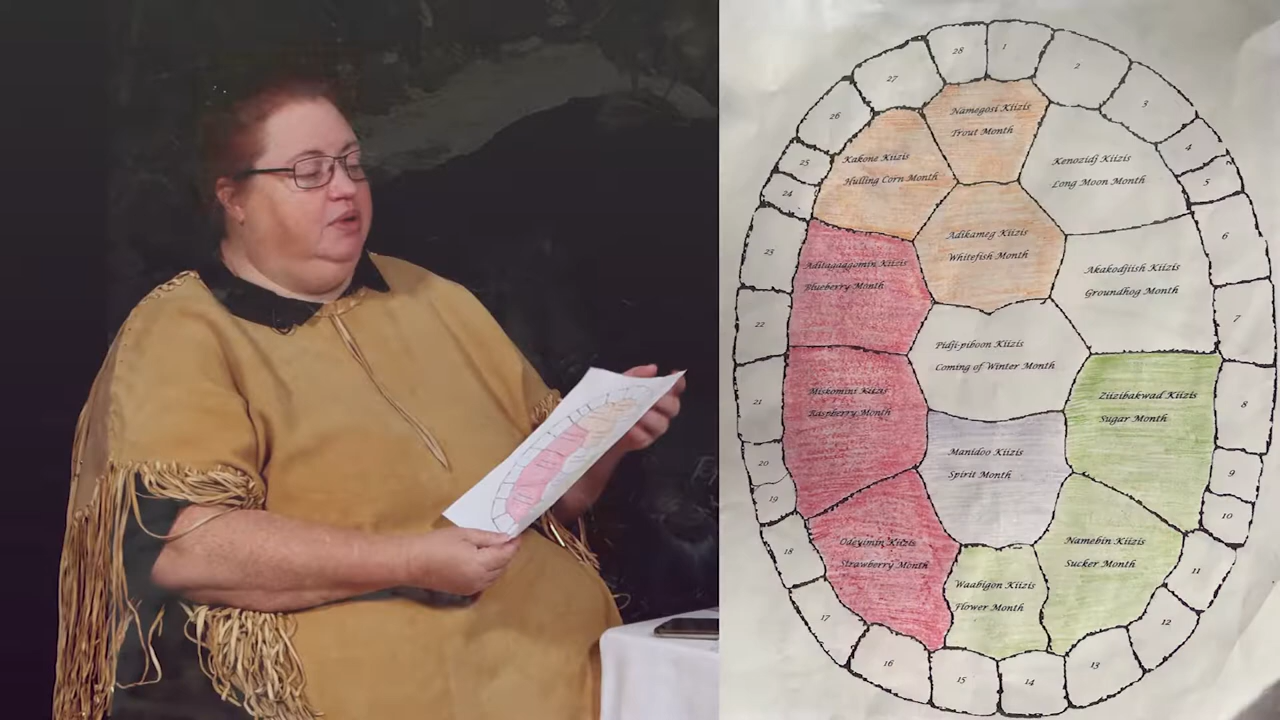 28
1
2
3
4
5
6
7
8
9
10
11
12
13
14
15
16
17
18
19
20
21
22
23
24
25
26
27
Namegosi Kiizis
Trout Month
Kakone Kiizis
Hulling Corn Month
Kenozidj Kiizis
Long Moon Month
Adikameg Kiizis
Whitefish Month
Aditagaggomin Kiizis
Blueberry Month
Akakodjiish Kiizis
Groundhog Month
Pidji-piboon Kiizis
Coming of Winter Month
Miskomini Kiizis
Raspberry Month
Ziizibakwad Kiizis
Sugar Month
Manidoo Kiizis
Spirit Month
Odeyimin Kiizis
Strawberry Month
Namebin Kiizis
Sucker Month
Waabigon Kiizis
Flower Month